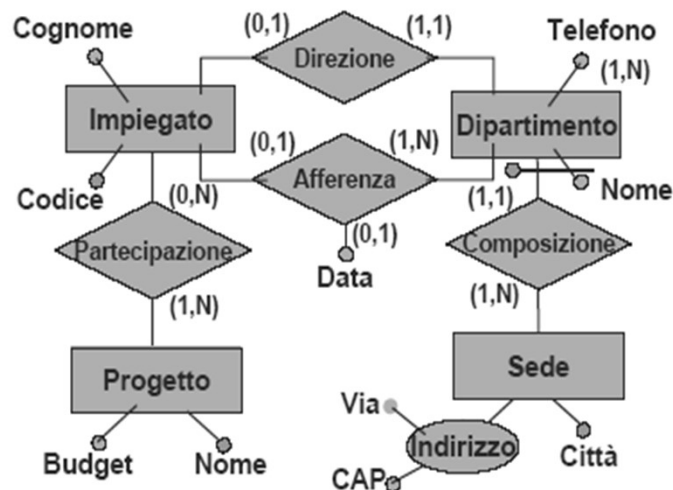 Cognome
(0,1)
(1,1)
Telefono
Direzione
(1,N)
Impiegato
Dipartimento
(0,1)
(1,N)
Afferenza
Codice
(0,N)
(1,1)
Nome
Partecipazione
(0,1)
Composizione
Data
(1,N)
(1,N)
Progetto
Sede
Via
Indirizzo
Città
Budget
Nome
CAP